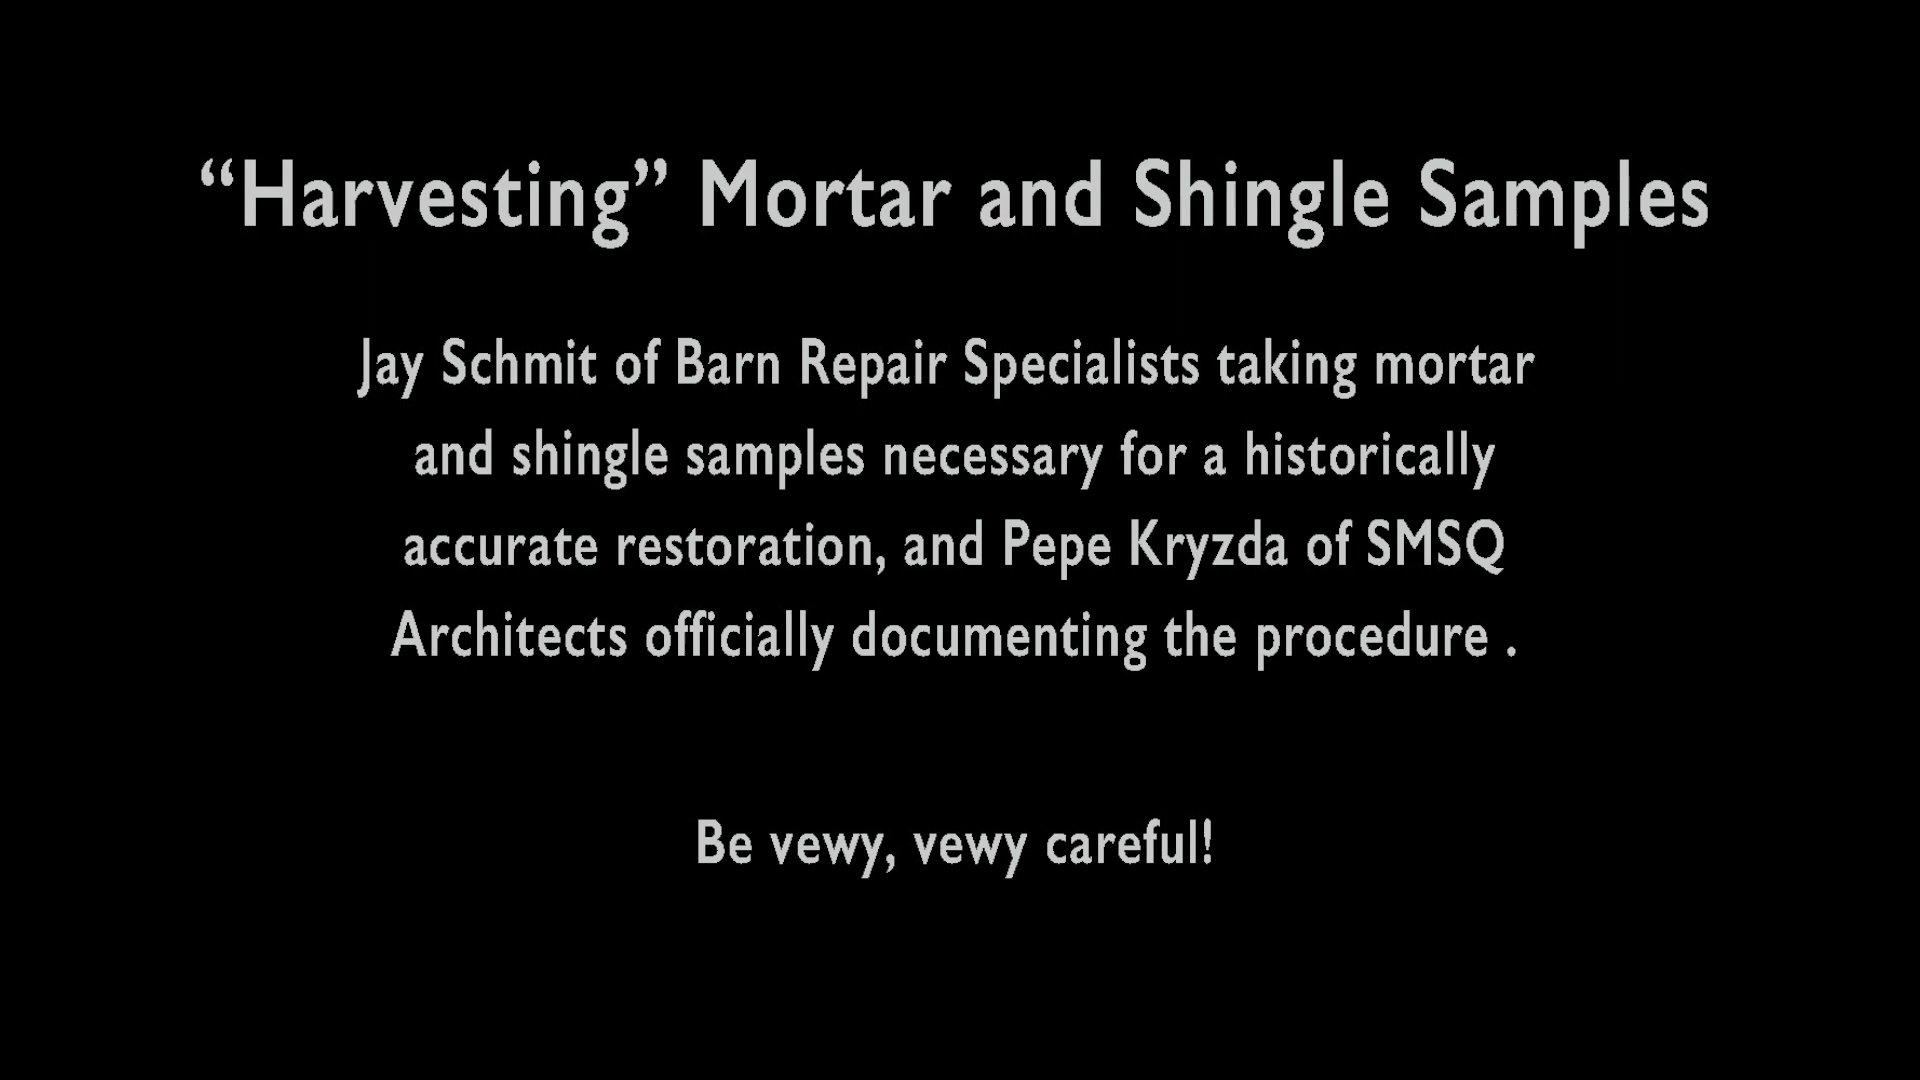 “Harvesting” Mortar and Shingle Samples
Jay Schmit of Barn Repair Specialists taking mortar
and shingle samples necessary for a historically
accurate restoration, and Pepe Kryzda of SMSQ
Architects officially documenting the procedure .
Be vewy, vewy careful!